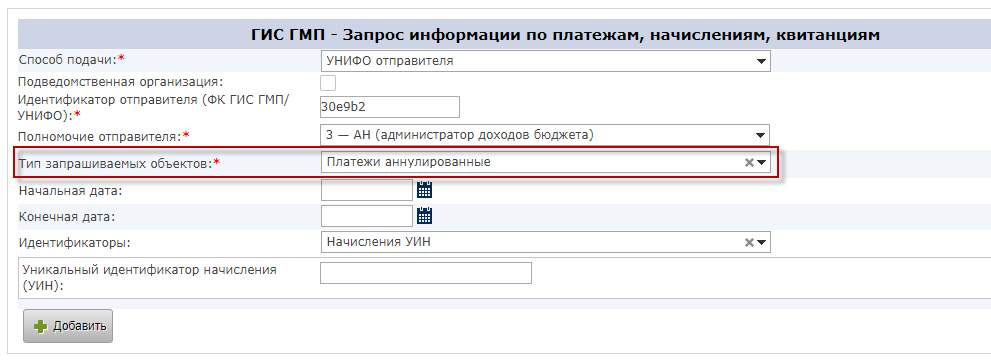 ГИС ГМП - Запрос информации по платежам, начислениям, квитанциям
Способ подачи:* УНИФО отправителя
Подведомственная организация:
Идентификатор отправителя (ФК ГИС ГМП/
УНИФО):* 30e9b2
Полномочие отправителя:* 3 — АН (администратор доходов бюджета)
Тип запрашиваемых объектов:* Платежи аннулированные
Начальная дата:
Конечная дата:
Идентификаторы: Начисления УИН
Уникальный идентификатор начисления
(УИН):
Добавить